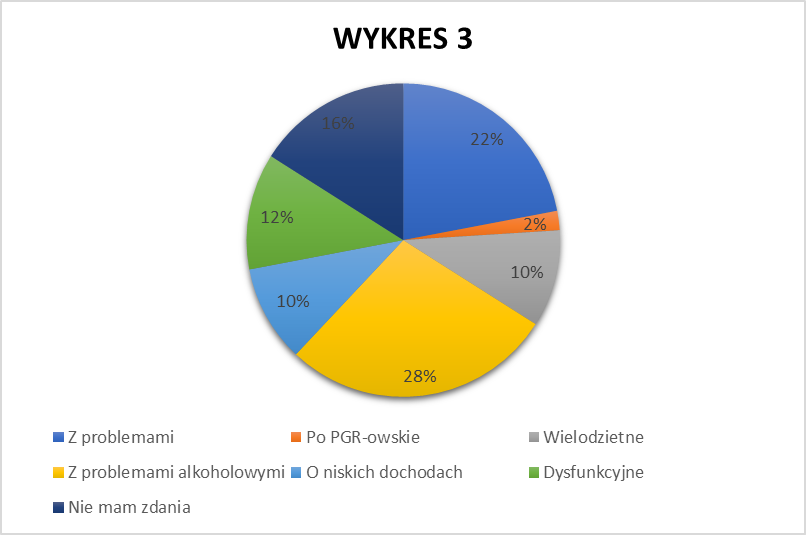 WYKRES 3
16%
22%
2%
12%
10%
10%
28%
Z problemami
Po PGR-owskie
Wielodzietne
Z problemami alkoholowymi
O niskich dochodach
Dysfunkcyjne
Nie mam zdania